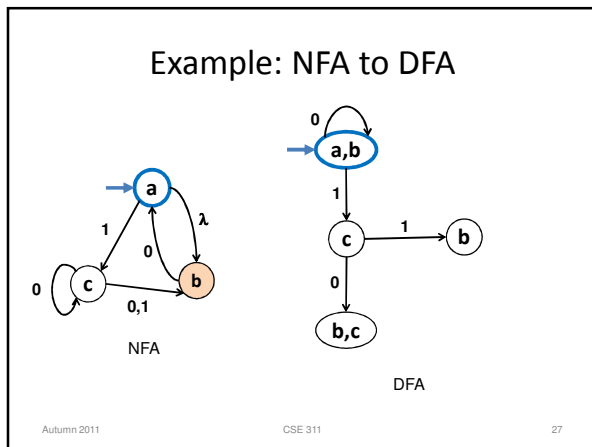 Example: NFA to DFA
0
a,b
a
1
λ
1
0
c
1
b
0
c
b
0
0,1
b,c
NFA
DFA
Autumn 2011
CSE 311
27